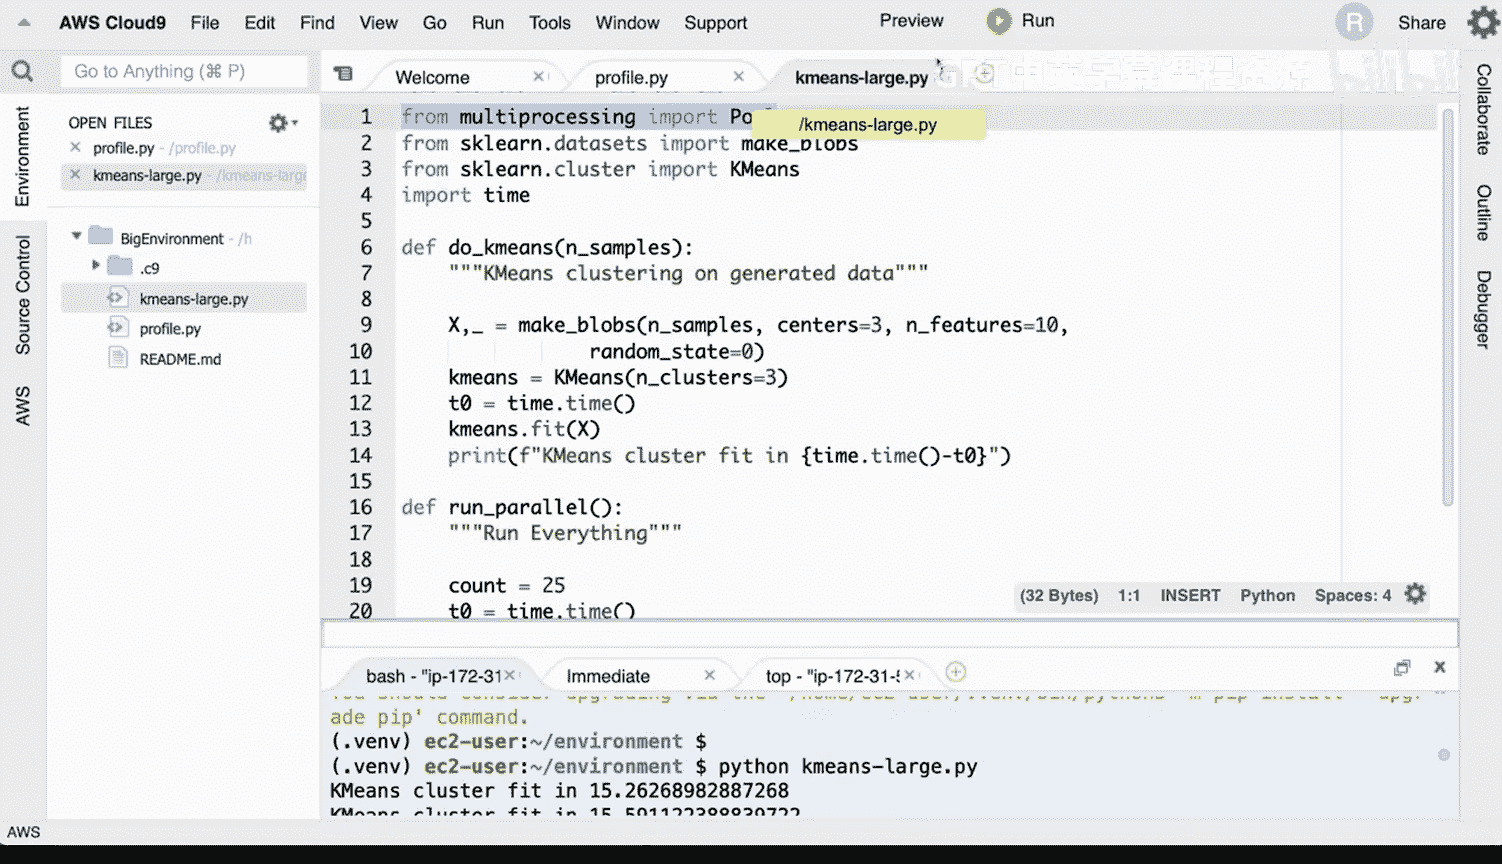 AWS Cloud9 File Edit Find View Go Run Tools Window Support Preview Run R Share
Go to Anything (⌘ P)
Welcome profile.py kmeans-large.py
/kmeans-large.py
Environment
Source Control
AWS
OPEN FILES
profile.py - /profile.py
kmeans-large.py - /kmeans-large
BigEnvironment - /h
.c9
kmeans-large.py
profile.py
README.md
1 from multiprocessing import
2 from sklearn.datasets import make_blobs
3 from sklearn.cluster import KMeans
4 import time
5
6 def do_kmeans(n_samples):
7 """KMeans clustering on generated data"""
8
9 X,_ = make_blobs(n_samples, centers=3, n_features=10,
10 random_state=0)
11 kmeans = KMeans(n_clusters=3)
12 t0 = time.time()
13 kmeans.fit(X)
14 print(f"KMeans cluster fit in {time.time()-t0}")
15
16 def run_parallel():
17 """Run Everything"""
18
19 count = 25
20 t0 = time.time()
(32 Bytes) 1:1 INSERT Python Spaces: 4
Collaborate
Outline
Debugger
bash - "ip-172-31 Immediate top - "ip-172-31-
ade pip' command.
(.venv) ec2-user:~/environment $
(.venv) ec2-user:~/environment $ python kmeans-large.py
KMeans cluster fit in 15.26268982887268
KMeans cluster fit in 15.591122388839722
AWS